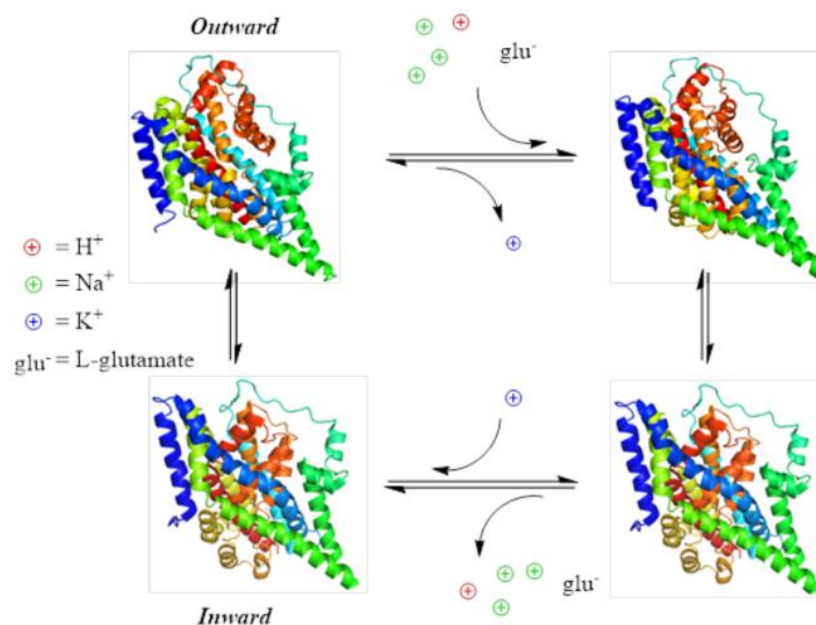 Outward
glu⁻
⊕ = H⁺
⊕ = Na⁺
⊕ = K⁺
glu⁻ = L-glutamate
glu⁻
Inward